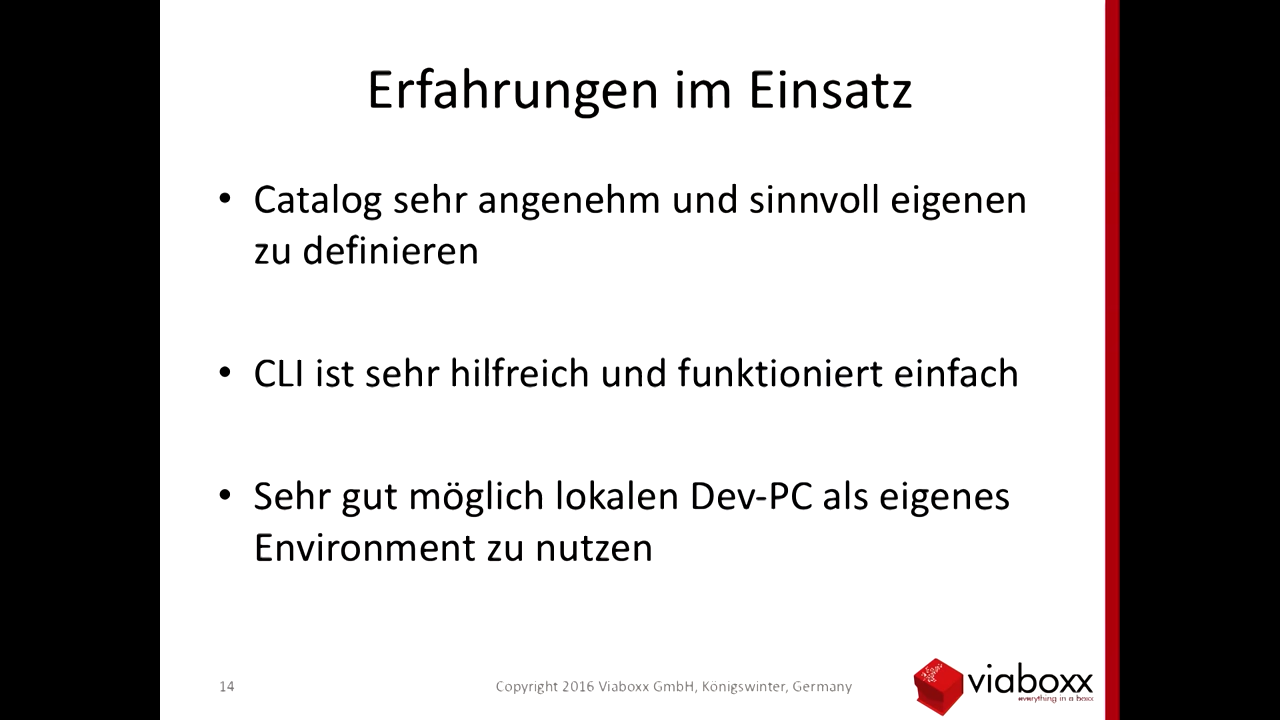 Erfahrungen im Einsatz
• Catalog sehr angenehm und sinnvoll eigenen
zu definieren
• CLI ist sehr hilfreich und funktioniert einfach
• Sehr gut möglich lokalen Dev-PC als eigenes
Environment zu nutzen
14
Copyright 2016 Viaboxx GmbH, Königswinter, Germany
viaboxx
everything in a boxx